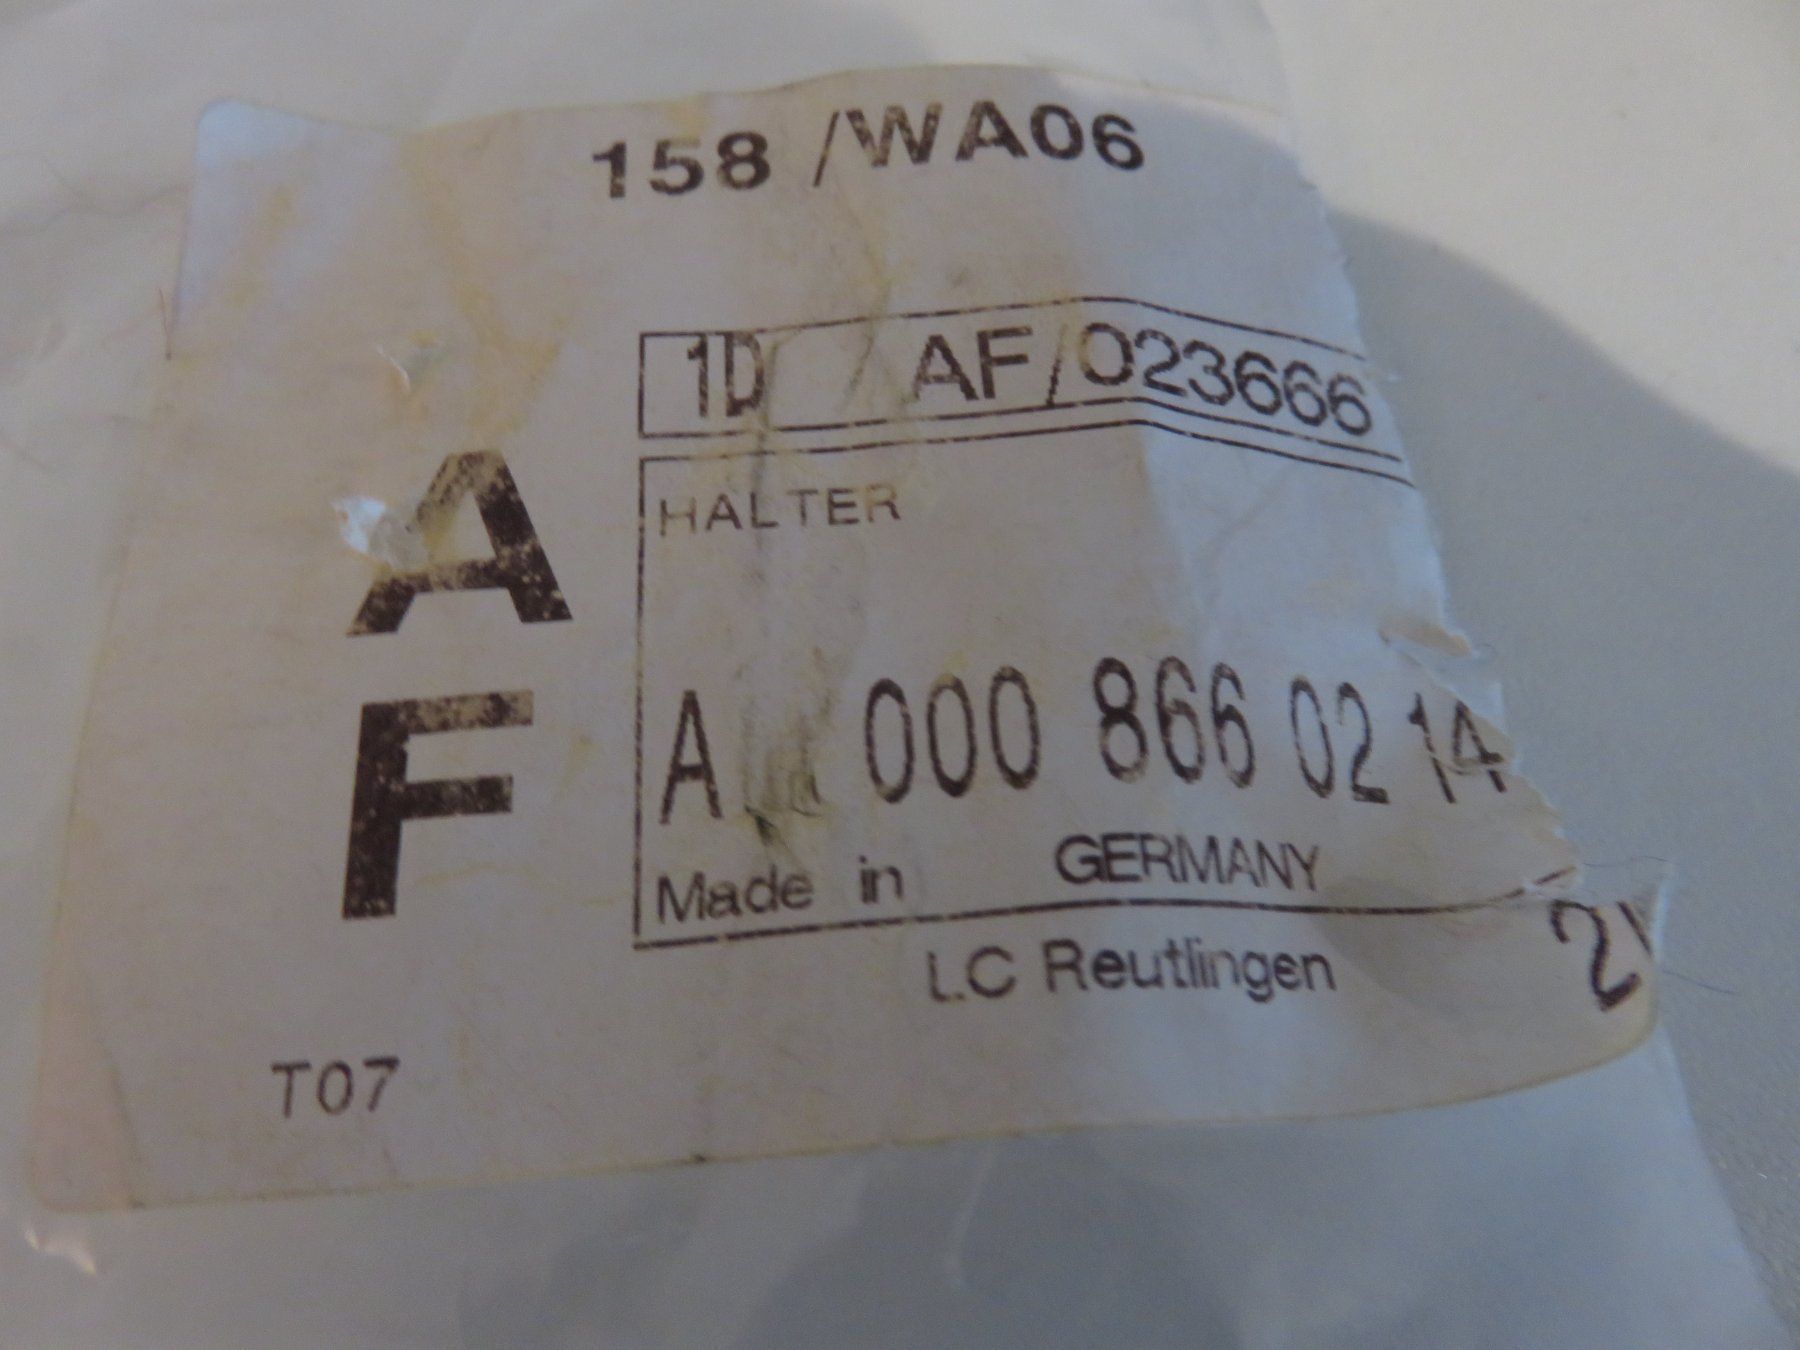 158 /WA06
1D AF/023666
HALTER
A
F
A 000 866 02 14
Made in GERMANY
LC Reutlingen
T07